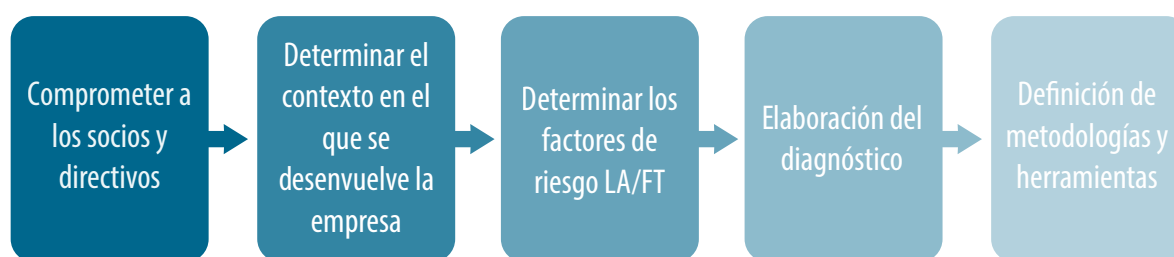 Comprometer a
los socios y
directivos
Determinar el
contexto en el
que se
desenvuelve la
empresa
Determinar los
factores de
riesgo LA/FT
Elaboración del
diagnóstico
Definición de
metodologías y
herramientas